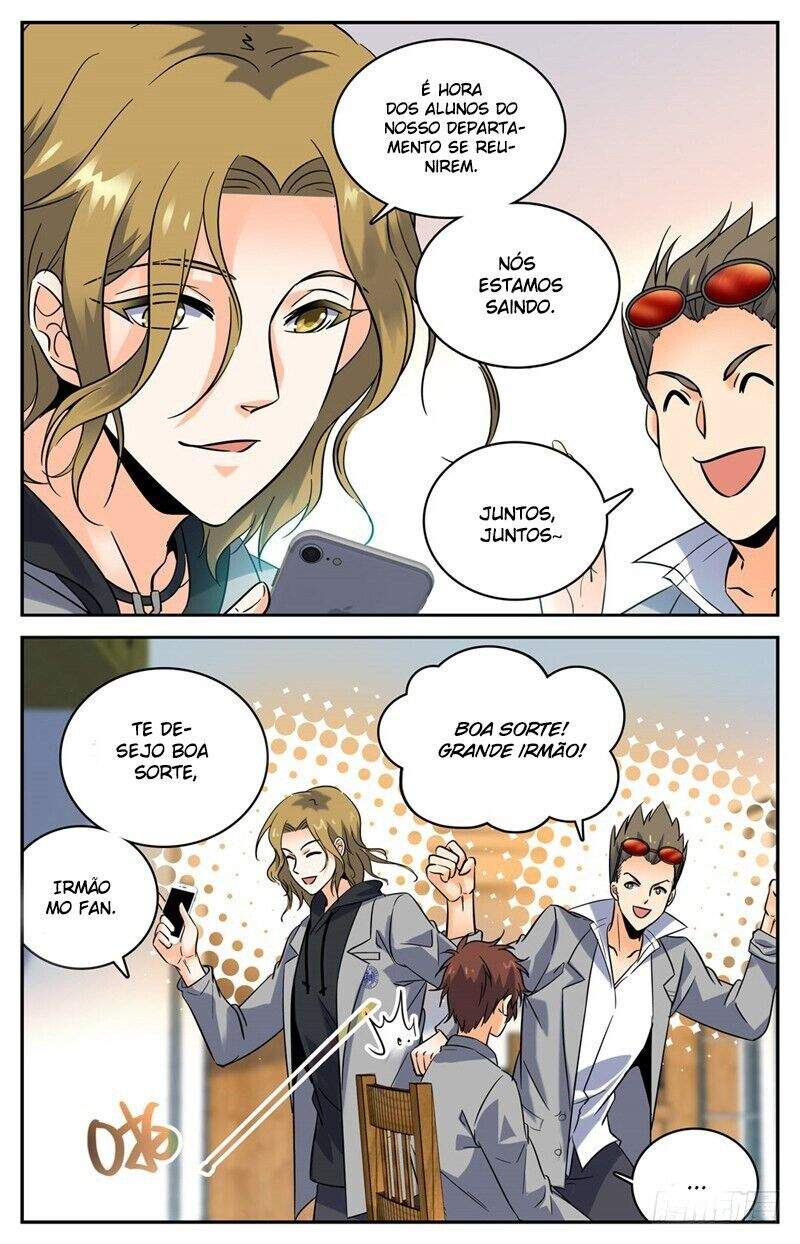 É HORA
DOS ALUNOS DO
NOSSO DEPARTA-
MENTO SE REU-
NIREM.
NÓS
ESTAMOS
SAINDO.
JUNTOS,
JUNTOS~
TE DE-
SEJO BOA
SORTE,
IRMÃO
MO FAN.
BOA SORTE!
GRANDE IRMÃO!
...